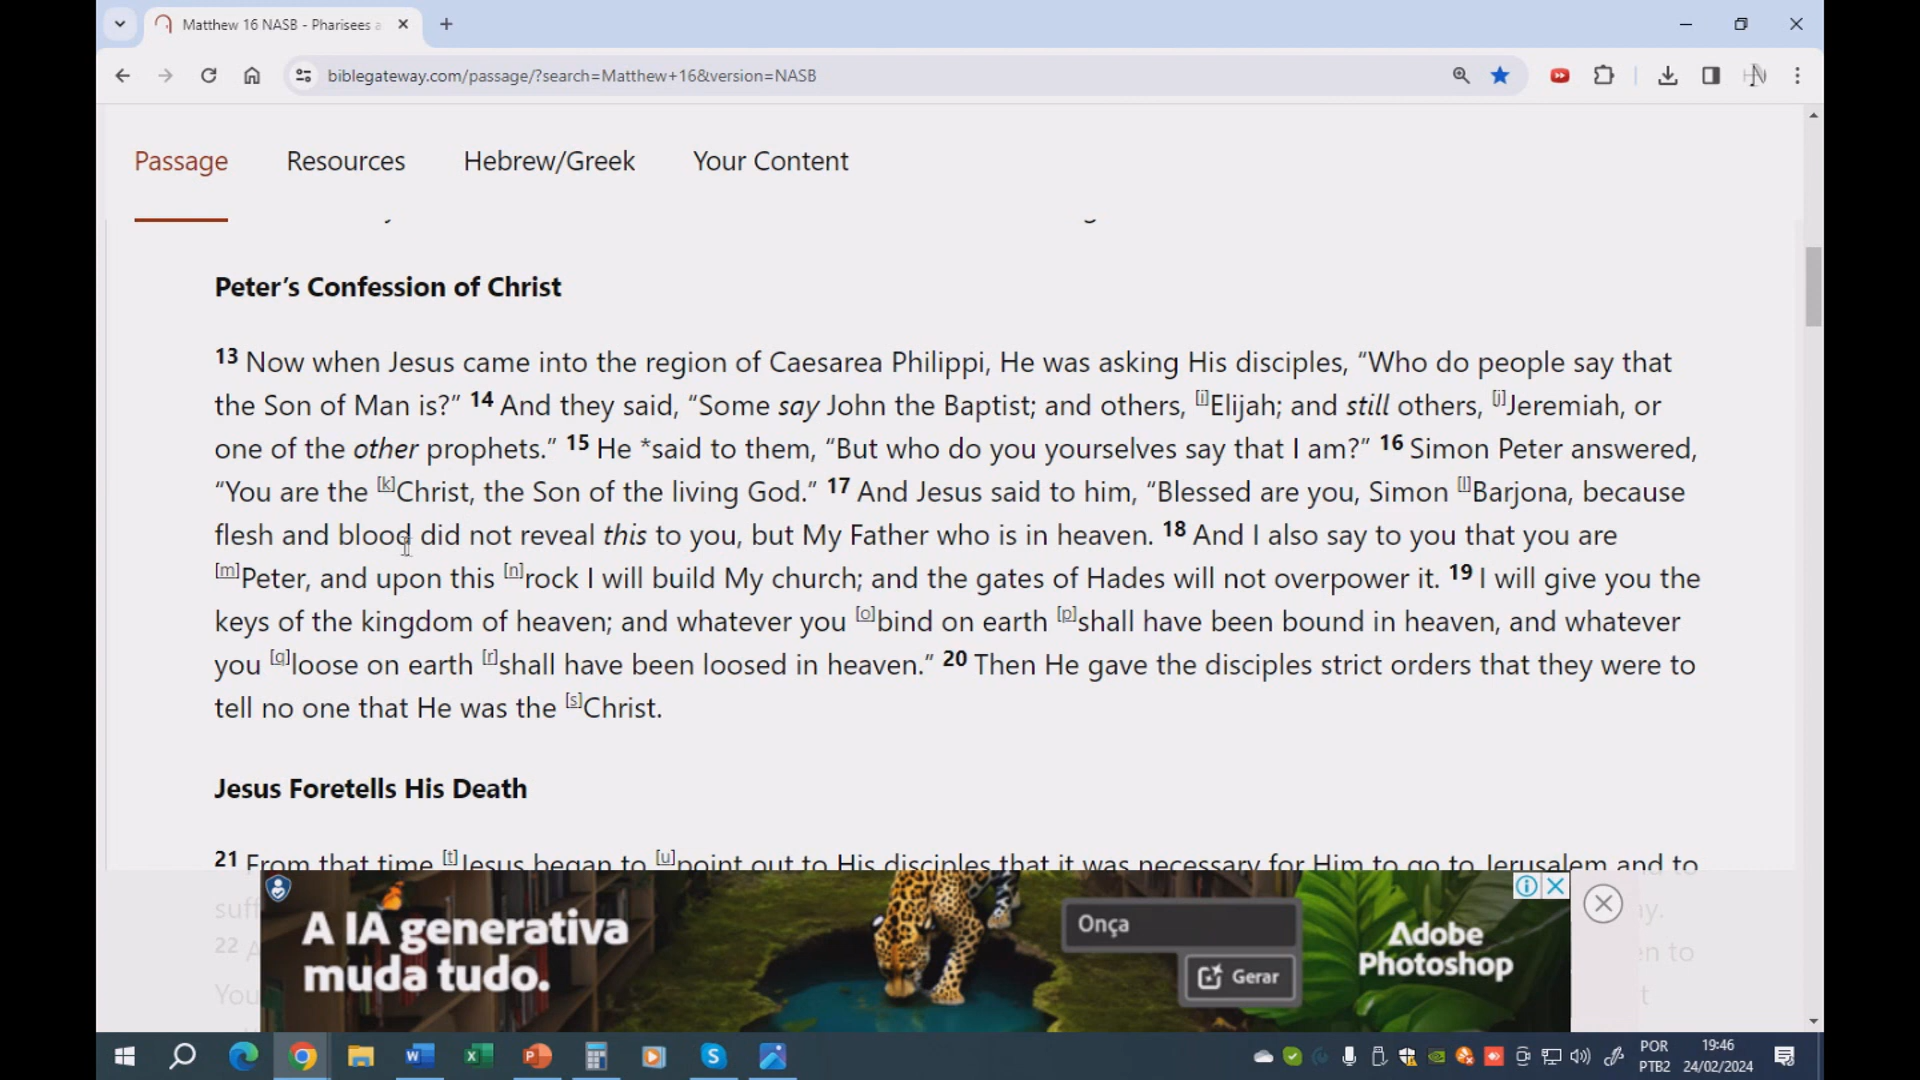 Matthew 16 NASB - Pharisees a
biblegateway.com/passage/?search=Matthew+16&version=NASB
Passage Resources Hebrew/Greek Your Content
Peter’s Confession of Christ
13 Now when Jesus came into the region of Caesarea Philippi, He was asking His disciples, “Who do people say that
the Son of Man is?” 14 And they said, “Some say John the Baptist; and others, [i]Elijah; and still others, [j]Jeremiah, or
one of the other prophets.” 15 He *said to them, “But who do you yourselves say that I am?” 16 Simon Peter answered,
“You are the [k]Christ, the Son of the living God.” 17 And Jesus said to him, “Blessed are you, Simon [l]Barjona, because
flesh and blood did not reveal this to you, but My Father who is in heaven. 18 And I also say to you that you are
[m]Peter, and upon this [n]rock I will build My church; and the gates of Hades will not overpower it. 19 I will give you the
keys of the kingdom of heaven; and whatever you [o]bind on earth [p]shall have been bound in heaven, and whatever
you [q]loose on earth [r]shall have been loosed in heaven.” 20 Then He gave the disciples strict orders that they were to
tell no one that He was the [s]Christ.
Jesus Foretells His Death
21 From that time [t]Jesus began to [u]point out to His disciples that it was necessary for Him to go to Jerusalem and to
22
You
A IA generativa
muda tudo.
Onça
Gerar
Adobe
Photoshop
POR
PTB2
19:46
24/02/2024